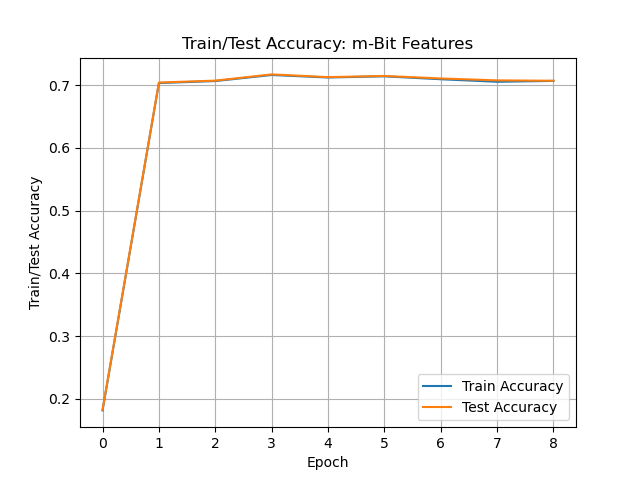 Train/Test Accuracy: m-Bit Features
Train/Test Accuracy
0.7
0.6
0.5
0.4
0.3
0.2
0 1 2 3 4 5 6 7 8
Epoch
Train Accuracy
Test Accuracy